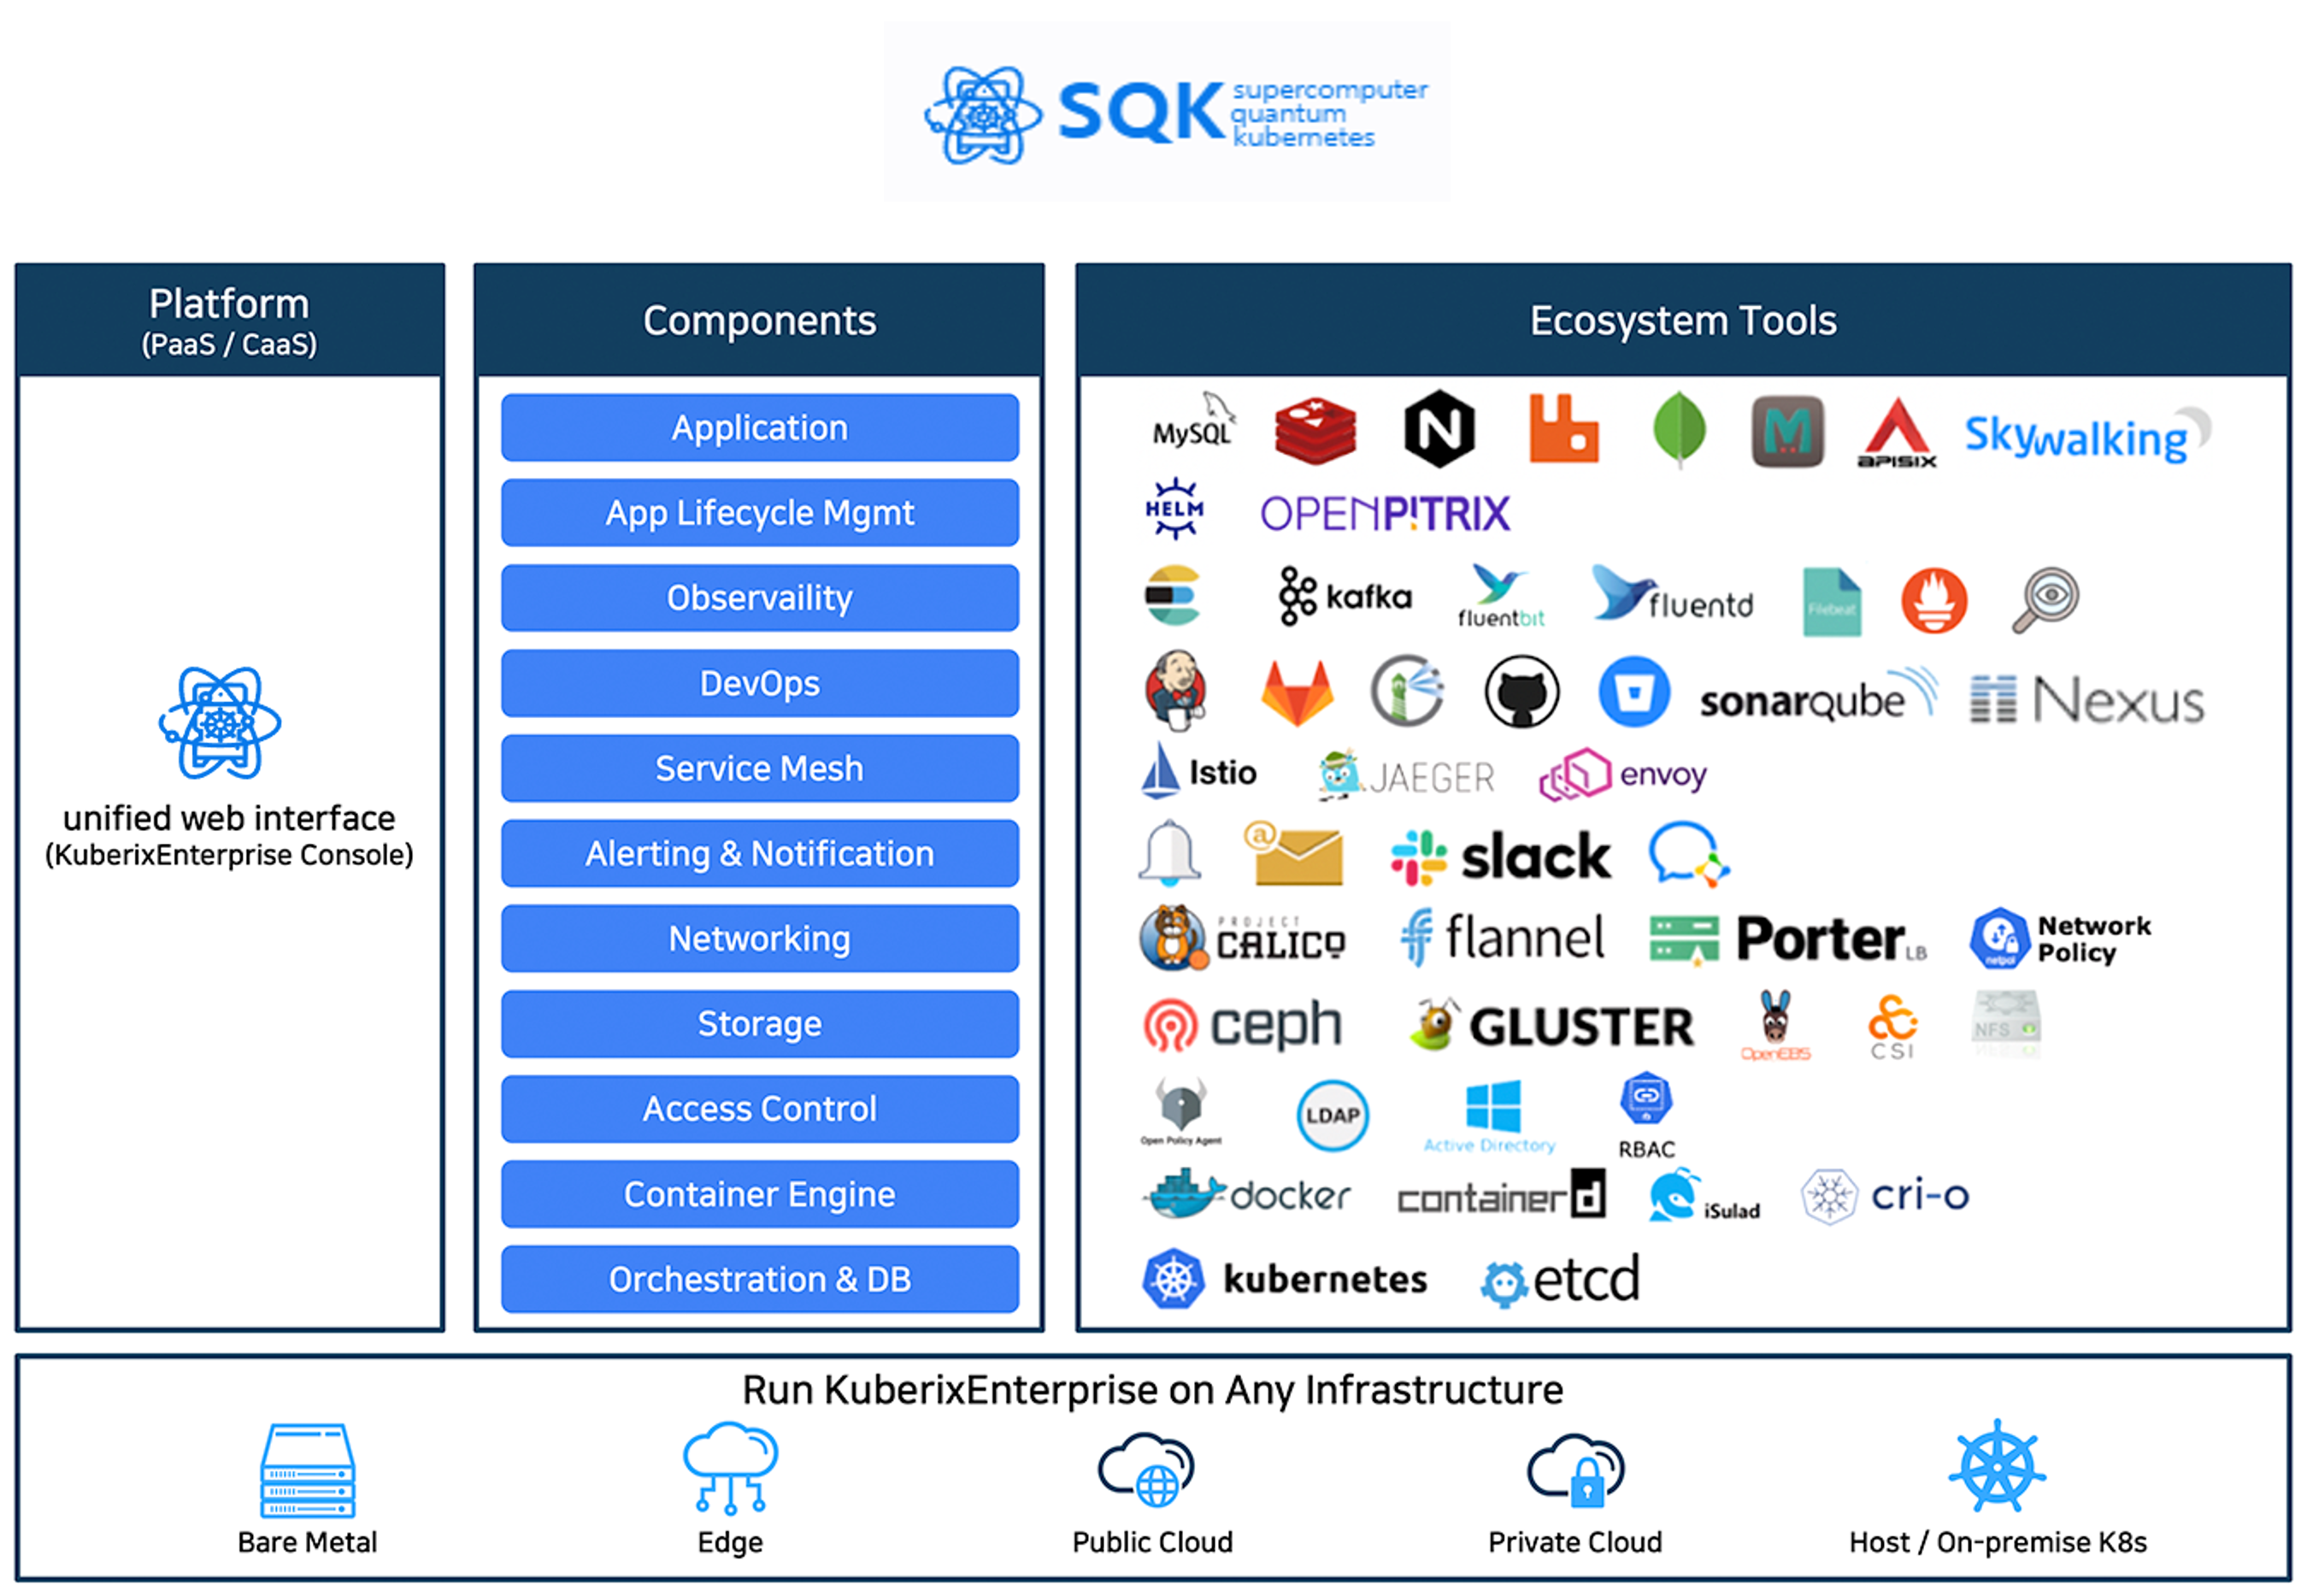 SQK supercomputer
quantum
kubernetes
Platform
(PaaS / CaaS)
unified web interface
(KuberixEnterprise Console)
Components
Application
App Lifecycle Mgmt
Observaility
DevOps
Service Mesh
Alerting & Notification
Networking
Storage
Access Control
Container Engine
Orchestration & DB
Ecosystem Tools
MySQL N M APISIX Skywalking
HELM OPENP!TRIX
kafka fluentbit fluentd Filebeat
sonarqube Nexus
Istio JAEGER envoy
@ slack
PROJECT
CALICO flannel Porter LB netpol Network
Policy
ceph GLUSTER OpenEBS CSI NFS
Open Policy Agent LDAP Active Directory RBAC
docker containerd iSulad cri-o
kubernetes etcd
Run KuberixEnterprise on Any Infrastructure
Bare Metal
Edge
Public Cloud
Private Cloud
Host / On-premise K8s